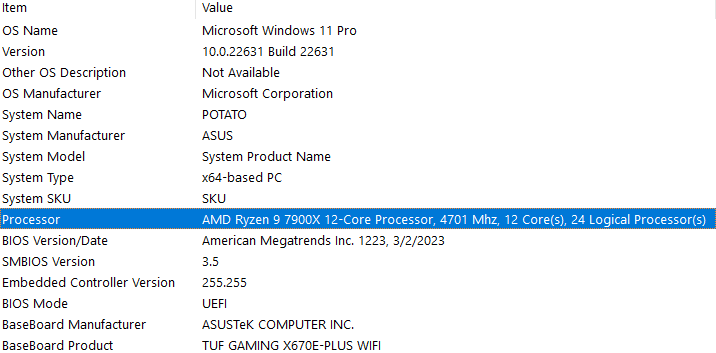 Item Value
OS Name Microsoft Windows 11 Pro
Version 10.0.22631 Build 22631
Other OS Description Not Available
OS Manufacturer Microsoft Corporation
System Name POTATO
System Manufacturer ASUS
System Model System Product Name
System Type x64-based PC
System SKU SKU
Processor AMD Ryzen 9 7900X 12-Core Processor, 4701 Mhz, 12 Core(s), 24 Logical Processor(s)
BIOS Version/Date American Megatrends Inc. 1223, 3/2/2023
SMBIOS Version 3.5
Embedded Controller Version 255.255
BIOS Mode UEFI
BaseBoard Manufacturer ASUSTeK COMPUTER INC.
BaseBoard Product TUF GAMING X670E-PLUS WIFI